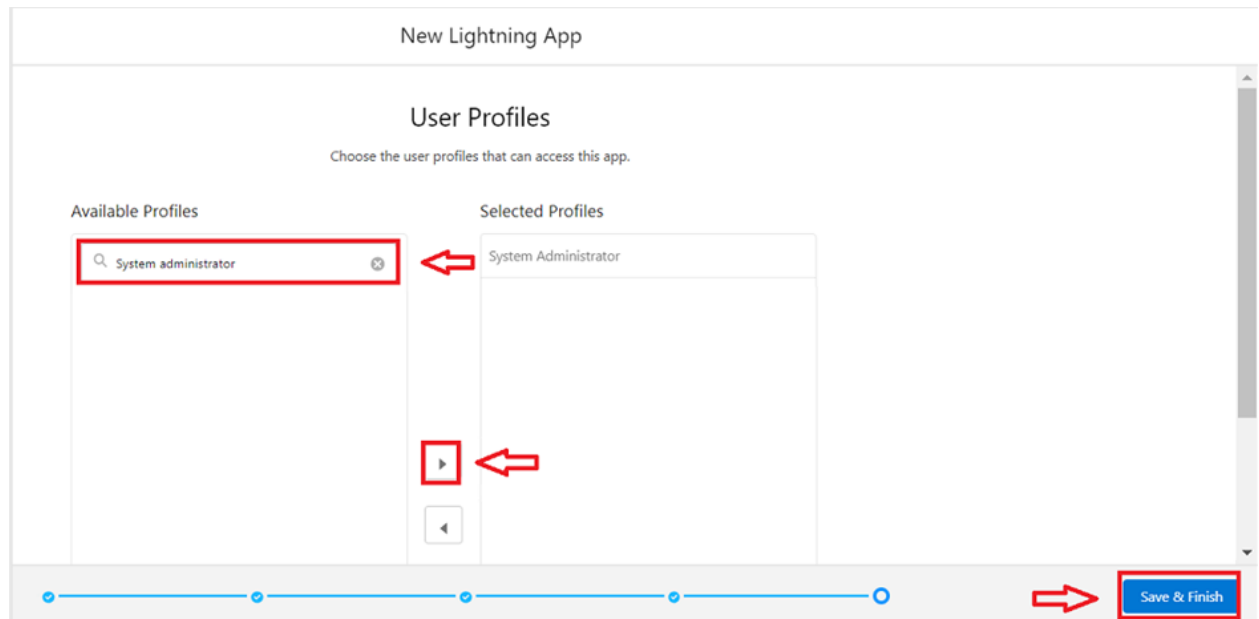 New Lightning App
User Profiles
Choose the user profiles that can access this app.
Available Profiles
Selected Profiles
System administrator
System Administrator
Save & Finish